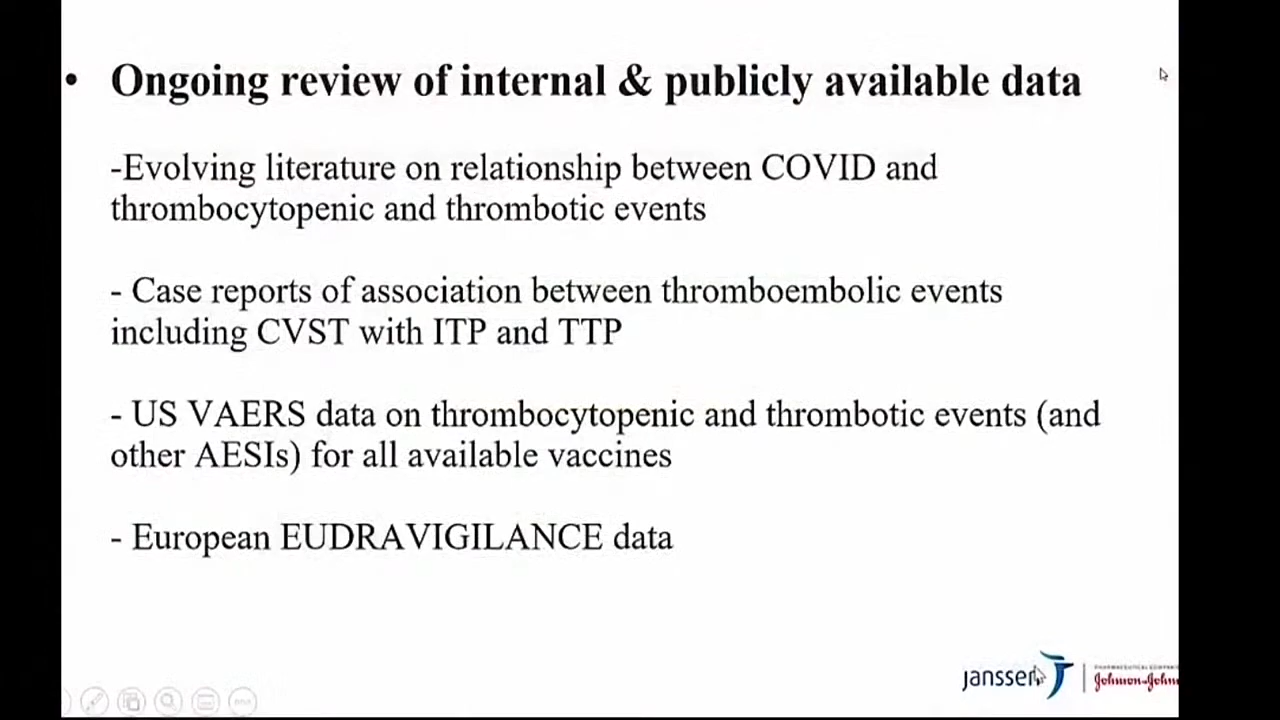 • Ongoing review of internal & publicly available data
-Evolving literature on relationship between COVID and
thrombocytopenic and thrombotic events
- Case reports of association between thromboembolic events
including CVST with ITP and TTP
- US VAERS data on thrombocytopenic and thrombotic events (and
other AESIs) for all available vaccines
- European EUDRAVIGILANCE data
janssen
Johnson-John